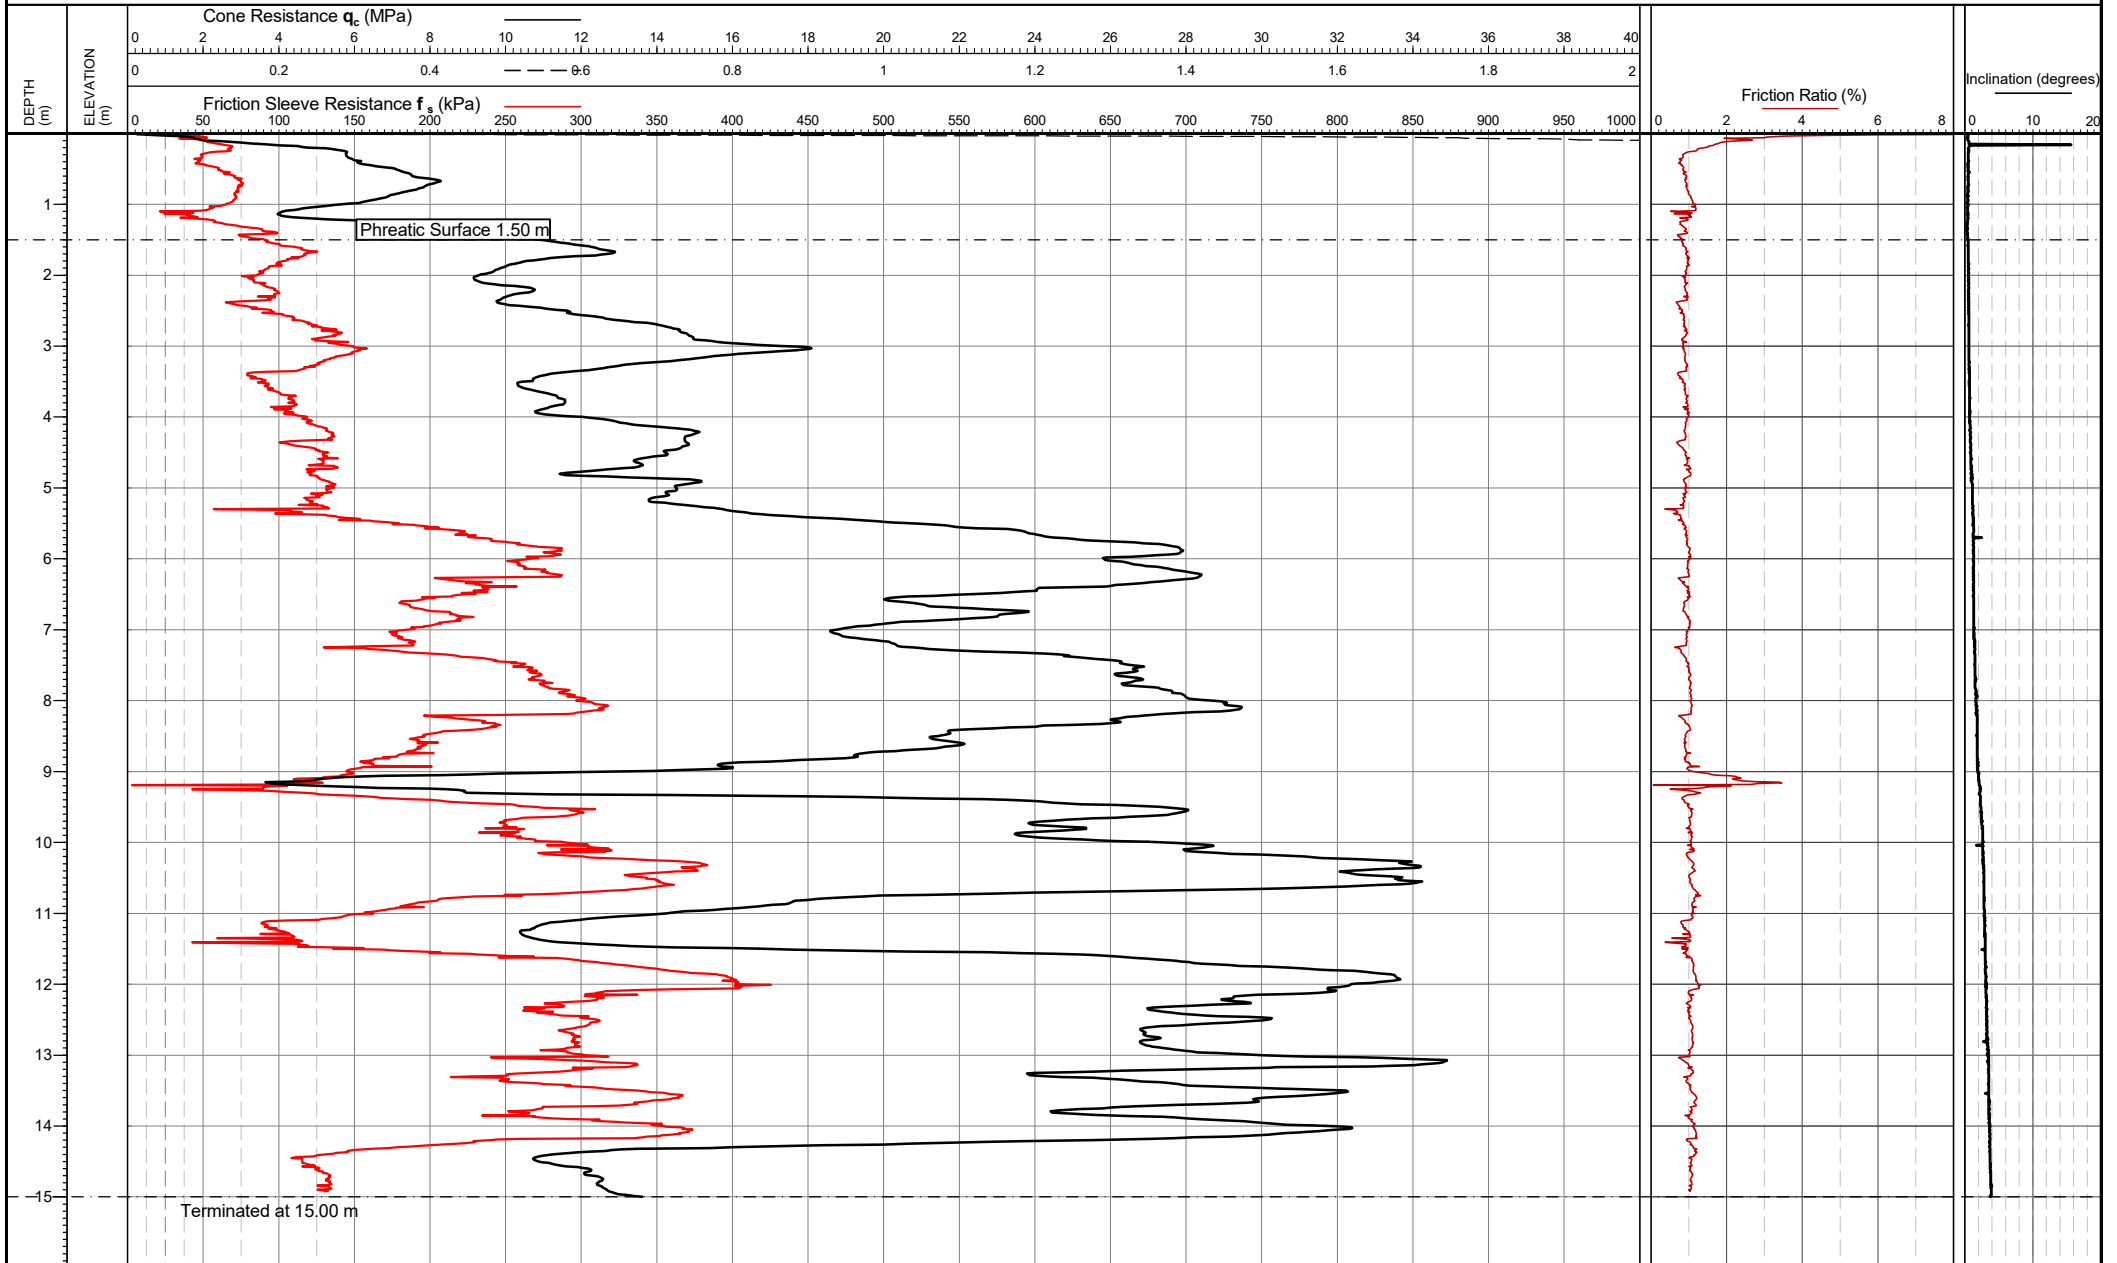 Cone Resistance qc (MPa)
0 2 4 6 8 10 12 14 16 18 20 22 24 26 28 30 32 34 36 38 40
0 0.2 0.4 0.6 0.8 1 1.2 1.4 1.6 1.8 2
Friction Sleeve Resistance fs (kPa)
0 50 100 150 200 250 300 350 400 450 500 550 600 650 700 750 800 850 900 950 1000
DEPTH
(m)
ELEVATION
(m)
Friction Ratio (%)
0 2 4 6 8
Inclination (degrees)
0 10 20
1
Phreatic Surface 1.50 m
2
3
4
5
6
7
8
9
10
11
12
13
14
15
Terminated at 15.00 m